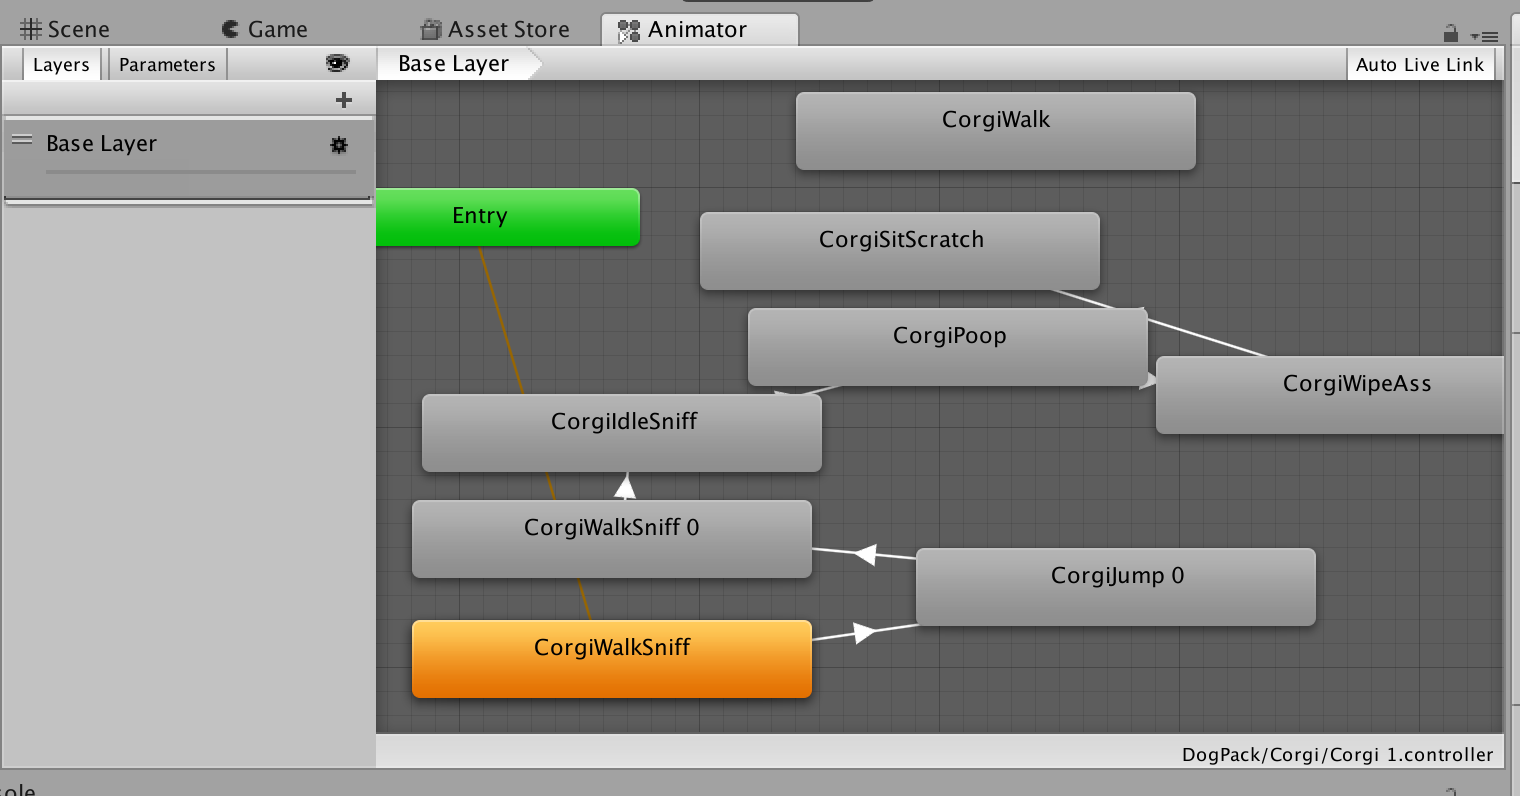 Scene
Game
Asset Store
Animator
Layers
Parameters
Base Layer
Auto Live Link
Base Layer
CorgiWalk
Entry
CorgiSitScratch
CorgiPoop
CorgiWipeAss
CorgiIdleSniff
CorgiWalkSniff 0
CorgiJump 0
CorgiWalkSniff
DogPack/Corgi/Corgi 1.controller